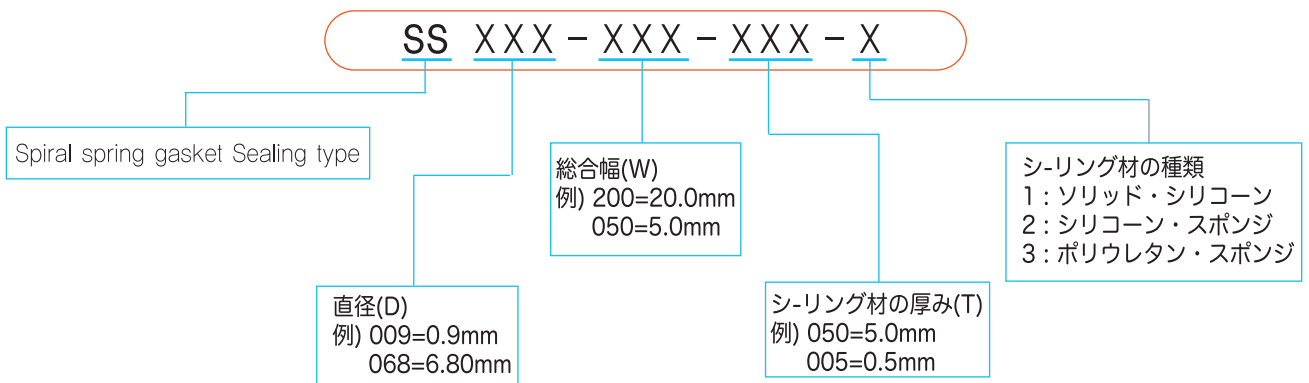 SS XXX - XXX - XXX - X
Spiral spring gasket Sealing type
直径(D)
例) 009=0.9mm
068=6.80mm
総合幅(W)
例) 200=20.0mm
050=5.0mm
シ-リング材の厚み(T)
例) 050=5.0mm
005=0.5mm
シ-リング材の種類
1 : ソリッド・シリコーン
2 : シリコーン・スポンジ
3 : ポリウレタン・スポンジ